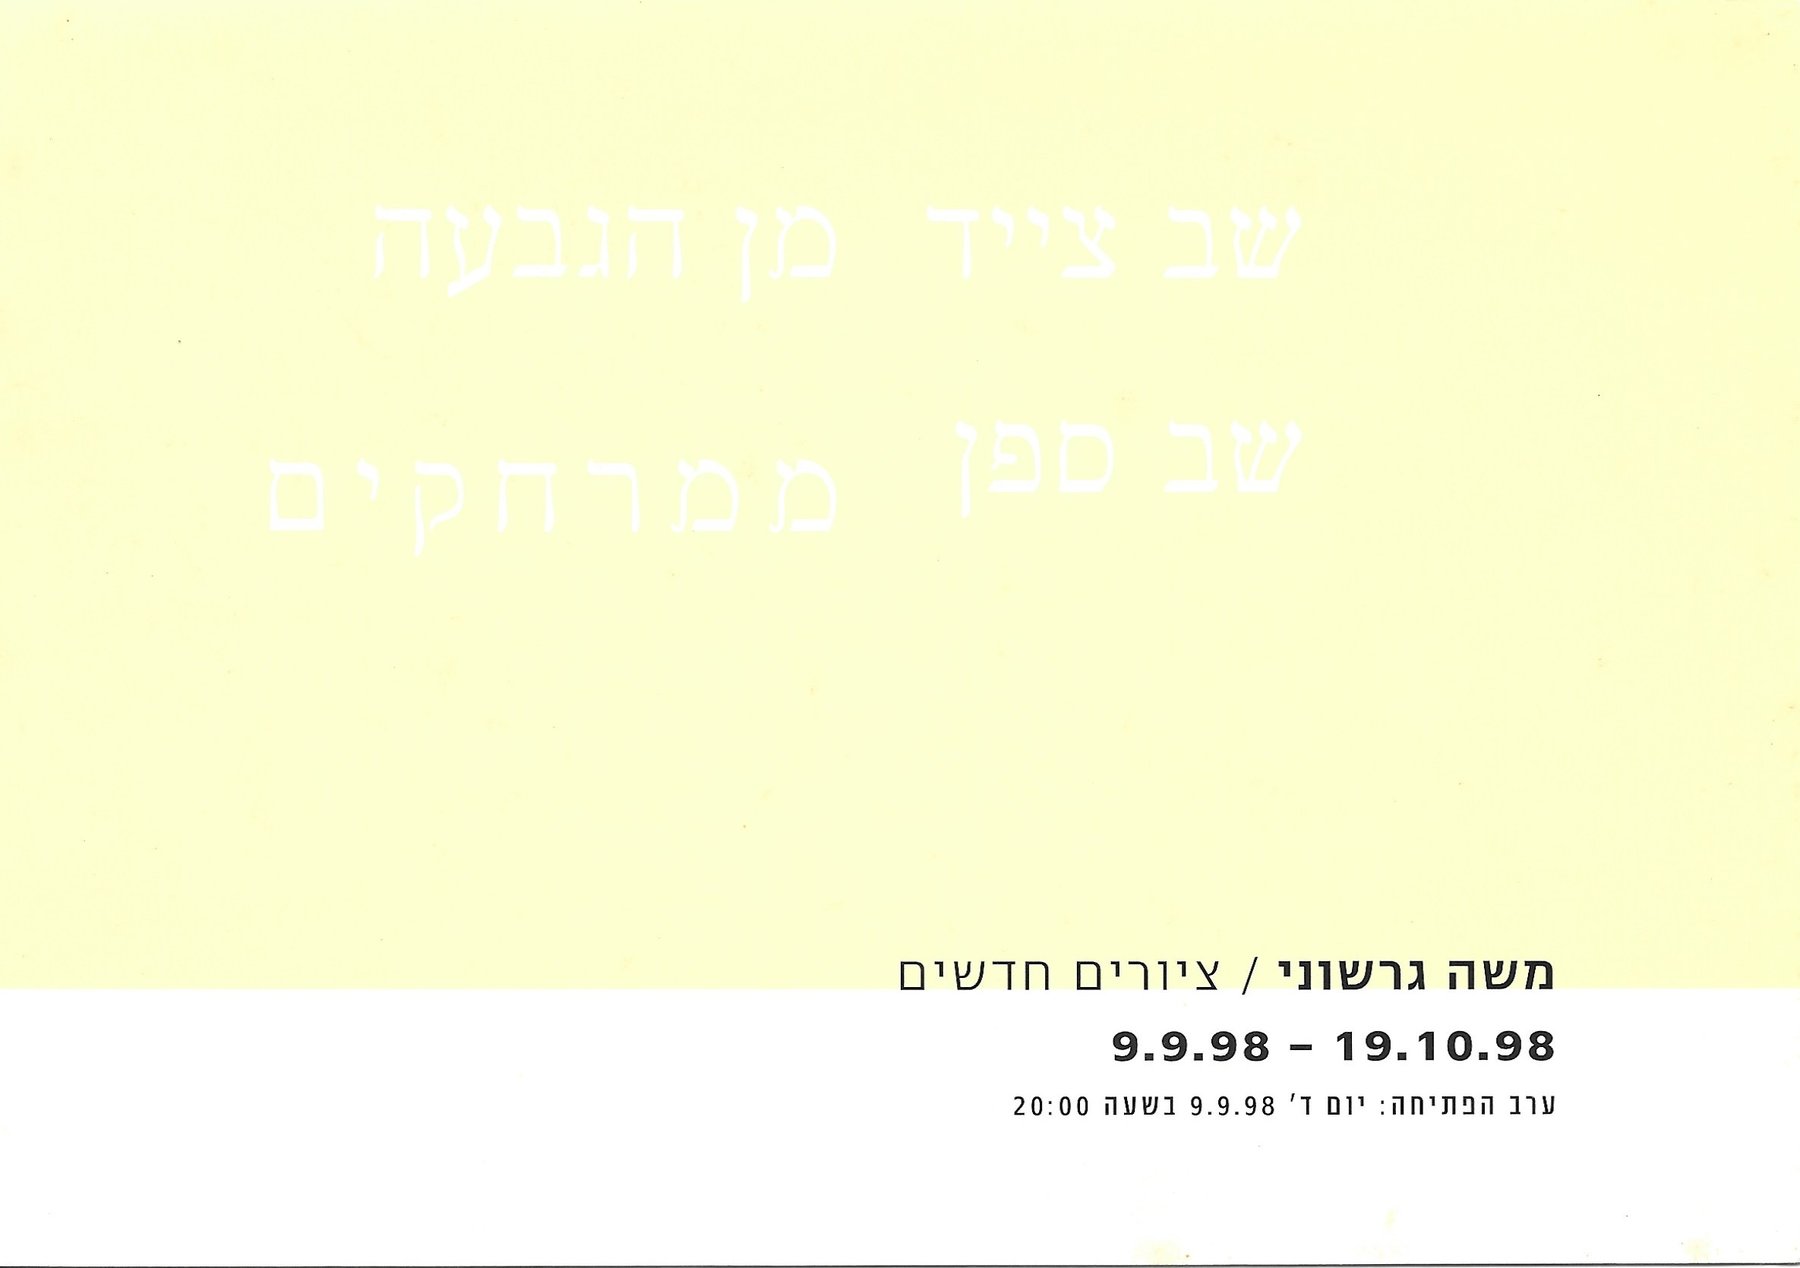 שב צייד מן הגבעה
שב ספן ממרחקים
משה גרשוני / ציורים חדשים
9.9.98 – 19.10.98
ערב הפתיחה: יום ד' 9.9.98 בשעה 20:00